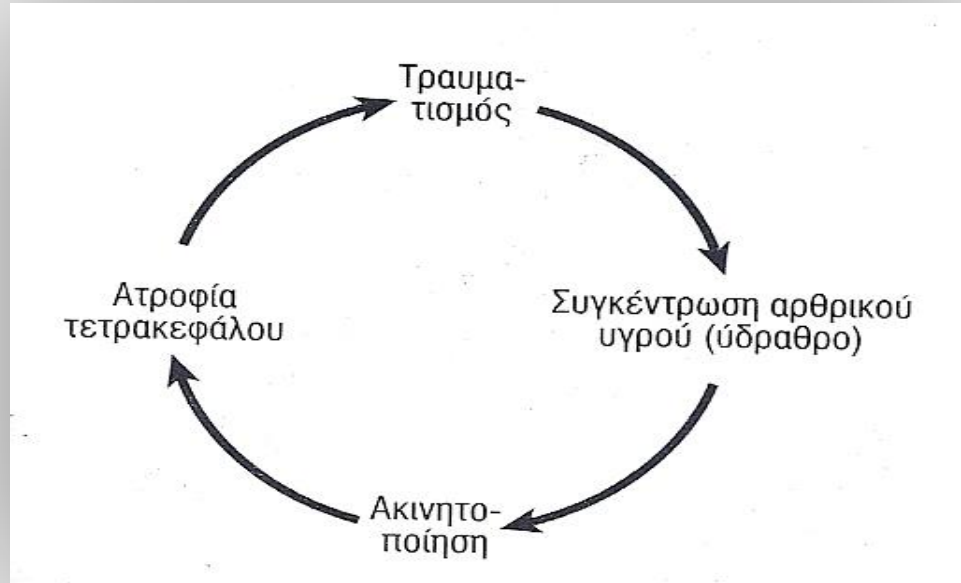 Τραυμα-
τισμός
Συγκέντρωση αρθρικού
υγρού (ύδραθρο)
Ακινητο-
ποίηση
Ατροφία
τετρακεφάλου